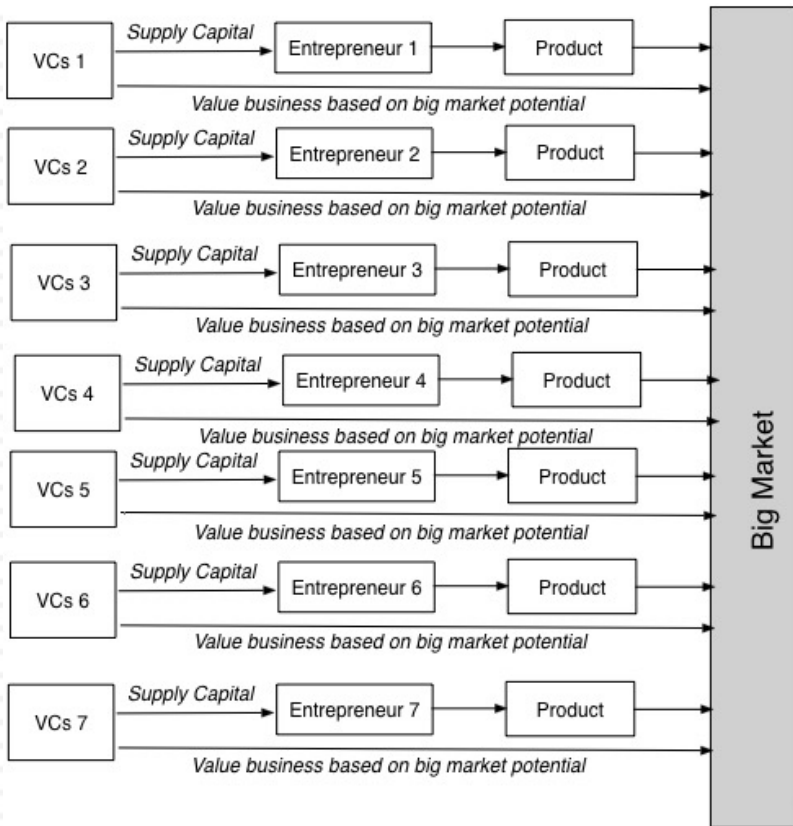 Supply Capital
VCs 1
Entrepreneur 1
Product
Value business based on big market potential
Supply Capital
VCs 2
Entrepreneur 2
Product
Value business based on big market potential
Supply Capital
VCs 3
Entrepreneur 3
Product
Value business based on big market potential
Supply Capital
VCs 4
Entrepreneur 4
Product
Value business based on big market potential
Supply Capital
VCs 5
Entrepreneur 5
Product
Value business based on big market potential
Supply Capital
VCs 6
Entrepreneur 6
Product
Value business based on big market potential
Supply Capital
VCs 7
Entrepreneur 7
Product
Value business based on big market potential
Big Market